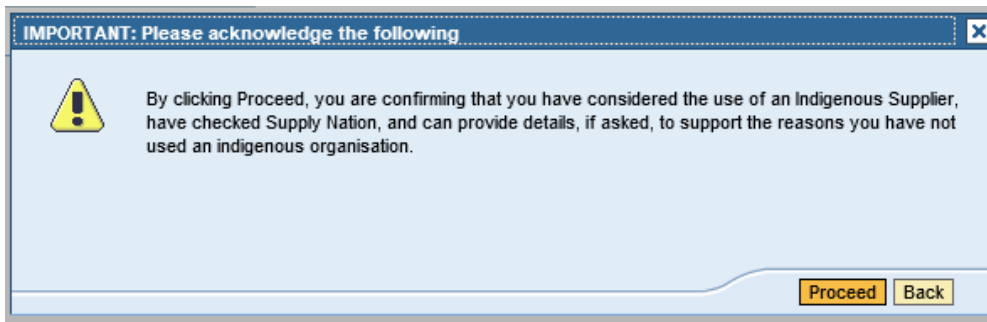 IMPORTANT: Please acknowledge the following
By clicking Proceed, you are confirming that you have considered the use of an Indigenous Supplier,
have checked Supply Nation, and can provide details, if asked, to support the reasons you have not
used an indigenous organisation.
Proceed Back